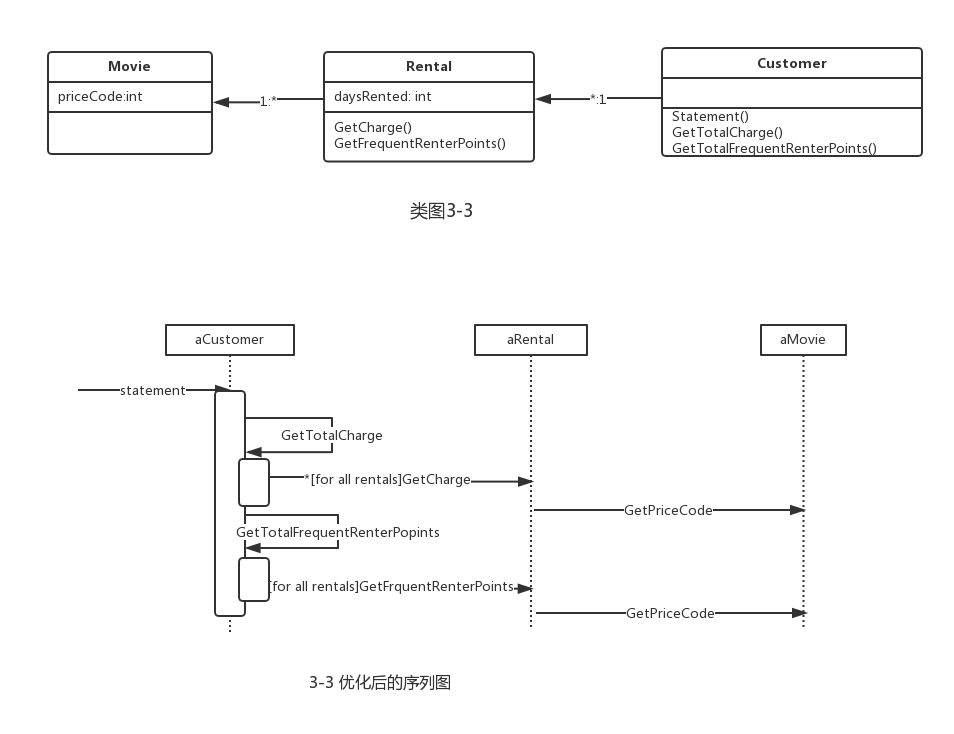 Movie
priceCode:int
1:*
Rental
daysRented: int
GetCharge()
GetFrequentRenterPoints()
*:1
Customer
Statement()
GetTotalCharge()
GetTotalFrequentRenterPoints()
类图3-3
aCustomer
aRental
aMovie
statement
GetTotalCharge
*[for all rentals]GetCharge
GetPriceCode
GetTotalFrequentRenterPopints
[for all rentals]GetFrquentRenterPoints
GetPriceCode
3-3 优化后的序列图